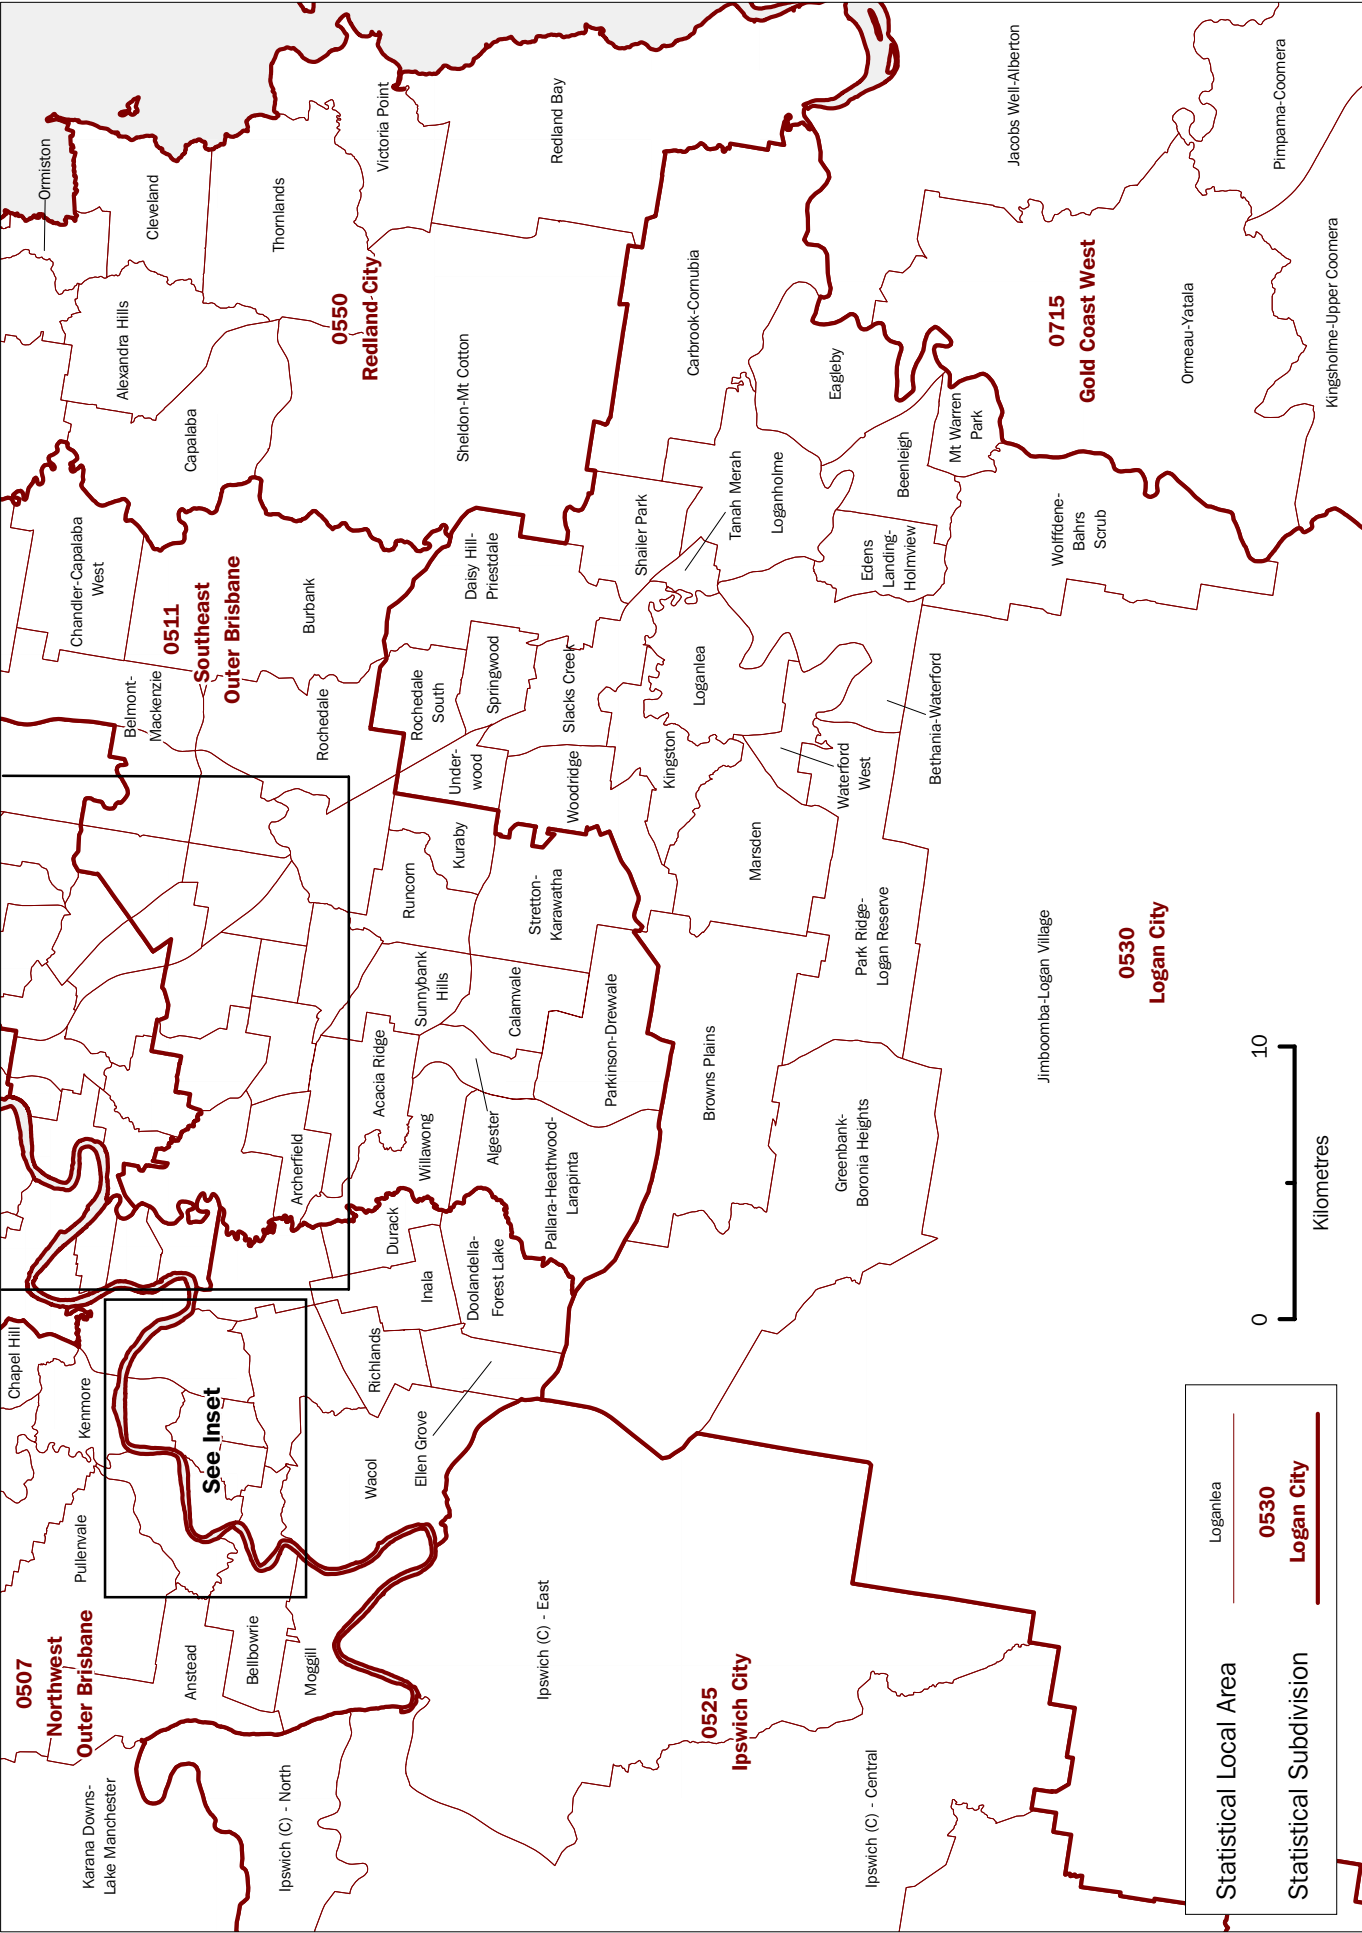 0507
Northwest
Outer Brisbane
Karana Downs-
Lake Manchester
Pullenvale
Kenmore
Chapel Hill
Anstead
Bellbowrie
Moggill
See Inset
Ipswich (C) - North
Ipswich (C) - East
0525
Ipswich City
Ipswich (C) - Central
Wacol
Ellen Grove
Richlands
Inala
Durack
Doolandella-
Forest Lake
Archerfield
Willawong
Acacia Ridge
Algester
Pallara-Heathwood-
Larapinta
Sunnybank
Hills
Calamvale
Parkinson-Drewvale
Runcorn
Kuraby
Stretton-
Karawatha
Belmont-
Mackenzie
Rochedale
0511
Southeast
Outer Brisbane
Chandler-Capalaba
West
Burbank
Ormiston
Cleveland
Alexandra Hills
Capalaba
Thornlands
Victoria Point
0550
Redland City
Sheldon-Mt Cotton
Redland Bay
Rochedale
South
Under-
wood
Springwood
Daisy Hill-
Priestdale
Slacks Creek
Woodridge
Kingston
Loganlea
Shailer Park
Tanah Merah
Loganholme
Carbrook-Cornubia
Eagleby
Beenleigh
Mt Warren
Park
Edens
Landing-
Holmview
Wolffdene-
Bahrs
Scrub
Bethania-Waterford
Waterford
West
Marsden
Browns Plains
Park Ridge-
Logan Reserve
Greenbank-
Boronia Heights
Jimboomba-Logan Village
0530
Logan City
0715
Gold Coast West
Jacobs Well-Alberton
Ormeau-Yatala
Pimpama-Coomera
Kingsholme-Upper Coomera
0
10
Kilometres
Statistical Local Area
Loganlea
Statistical Subdivision
0530
Logan City